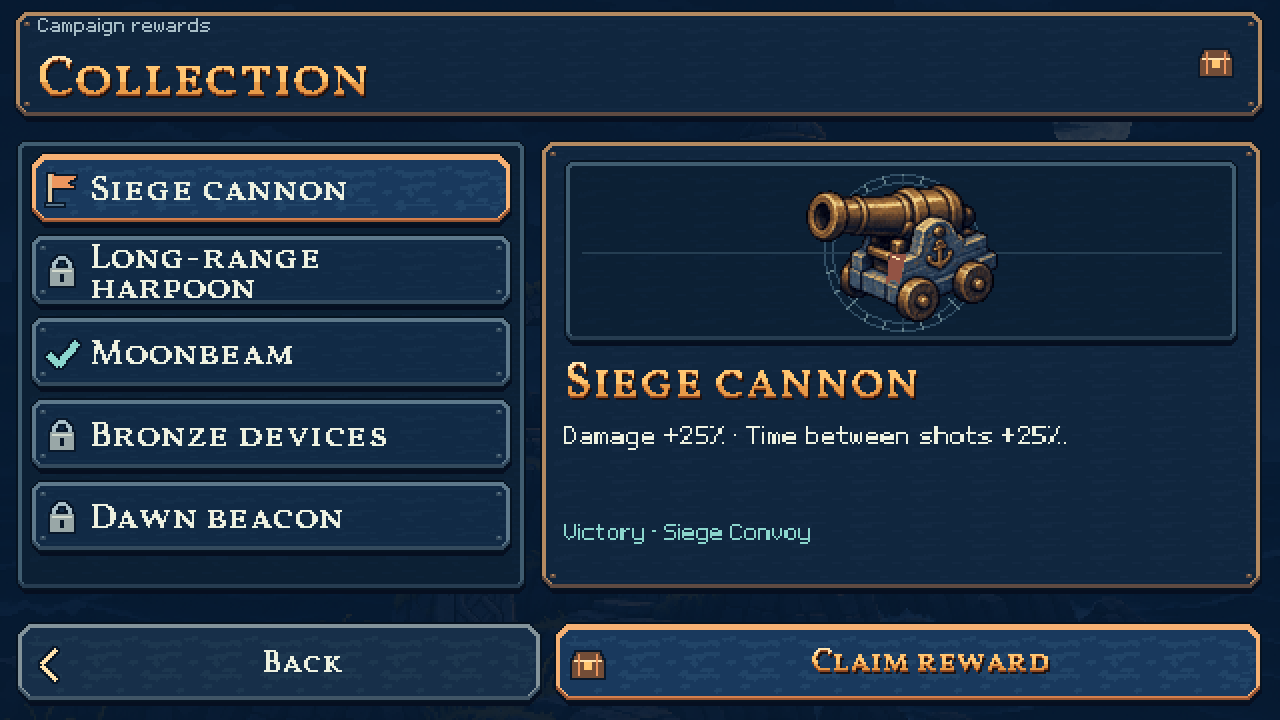 Campaign rewards
Collection
Siege cannon
Long-range
harpoon
Moonbeam
Bronze devices
Dawn beacon
Siege cannon
Damage +25% · Time between shots +25%.
Victory · Siege Convoy
Back
Claim reward